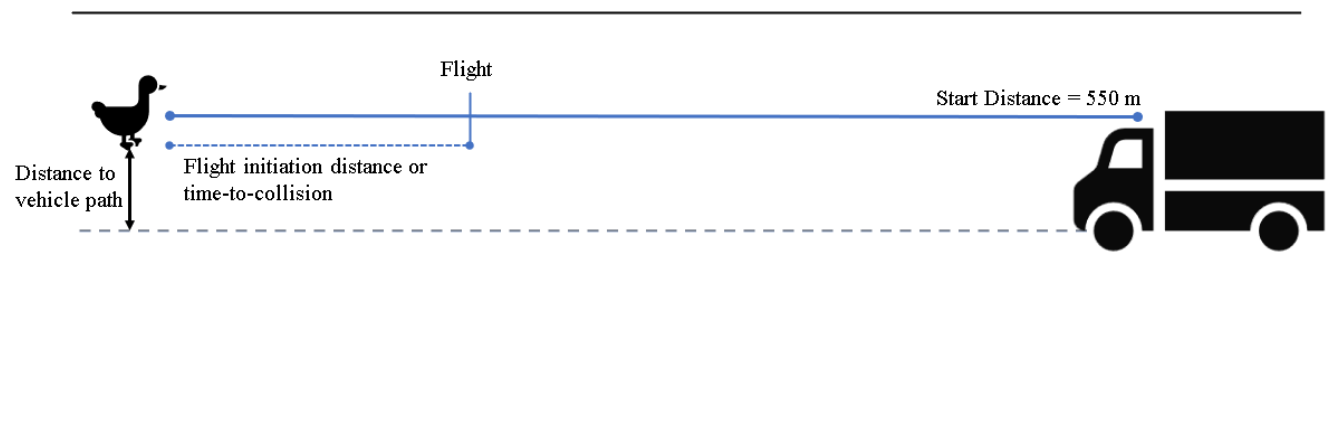 Flight
Start Distance = 550 m
Flight initiation distance or
time-to-collision
Distance to
vehicle path